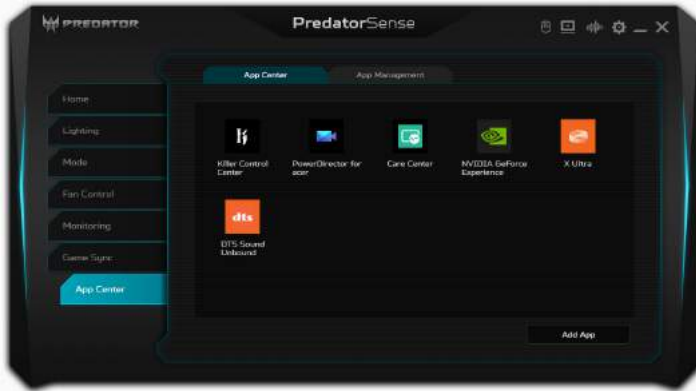 PREDATOR
PredatorSense
App Center
App Management
Home
Lighting
Mode
Fan Control
Monitoring
Game Sync
App Center
Killer Control
Center
PowerDirector for
acer
Care Center
NVIDIA GeForce
Experience
X Ultra
dts
DTS Sound
Unbound
Add App